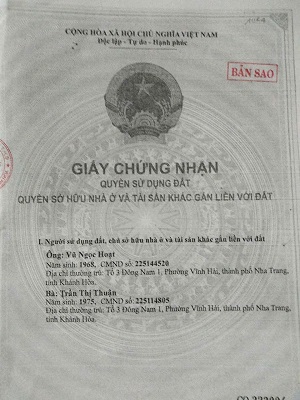 CỘNG HÒA XÃ HỘI CHỦ NGHĨA VIỆT NAM
Độc lập - Tự do - Hạnh phúc
BẢN SAO
GIẤY CHỨNG NHẬN
QUYỀN SỬ DỤNG ĐẤT
QUYỀN SỞ HỮU NHÀ Ở VÀ TÀI SẢN KHÁC GẮN LIỀN VỚI ĐẤT
I. Người sử dụng đất, chủ sở hữu nhà ở và tài sản khác gắn liền với đất
Ông: Vũ Ngọc Hoạt
Năm sinh: 1968, CMND số: 225144520
Địa chỉ thường trú: Tổ 3 Đông Nam 1, Phường Vĩnh Hải, thành phố Nha Trang,
tỉnh Khánh Hòa.
Bà: Trần Thị Thuận
Năm sinh: 1975, CMND số: 225114805
Địa chỉ thường trú: Tổ 3 Đông Nam 1, Phường Vĩnh Hải, thành phố Nha Trang,
tỉnh Khánh Hòa.